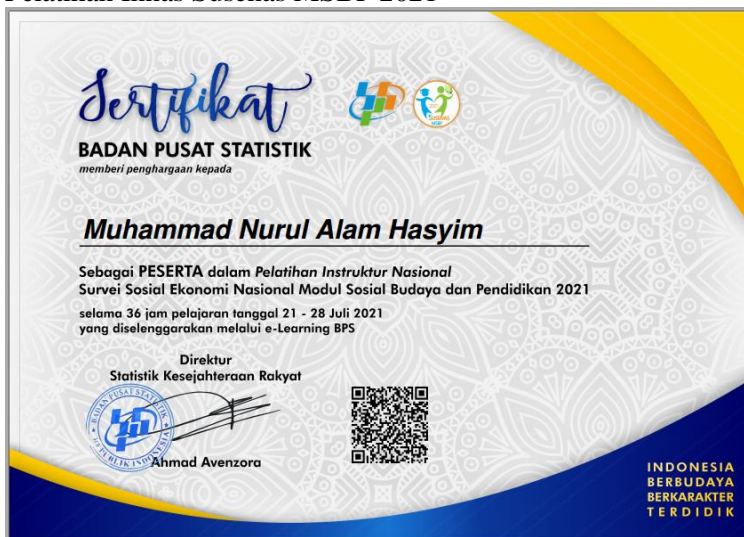 Pelatihan Innas Susenas MSBP 2021
Sertifikat
BADAN PUSAT STATISTIK
memberi penghargaan kepada
Muhammad Nurul Alam Hasyim
Sebagai PESERTA dalam Pelatihan Instruktur Nasional
Survei Sosial Ekonomi Nasional Modul Sosial Budaya dan Pendidikan 2021
selama 36 jam pelajaran tanggal 21 - 28 Juli 2021
yang diselenggarakan melalui e-Learning BPS
Direktur
Statistik Kesejahteraan Rakyat
BADAN PUSAT STATISTIK
Ahmad Avenzora
INDONESIA
BERBUDAYA
BERKARAKTER
TERDIDIK